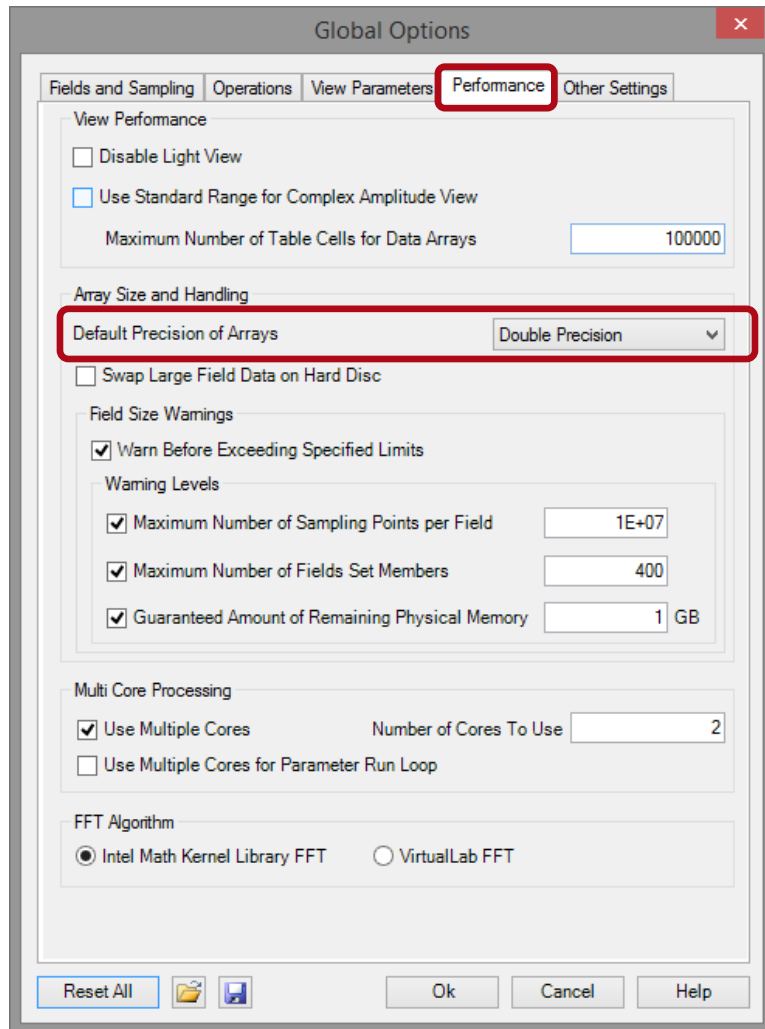 Global Options
Fields and Sampling Operations View Parameters Performance Other Settings
View Performance
Disable Light View
Use Standard Range for Complex Amplitude View
Maximum Number of Table Cells for Data Arrays 100000
Array Size and Handling
Default Precision of Arrays Double Precision
Swap Large Field Data on Hard Disc
Field Size Warnings
Warn Before Exceeding Specified Limits
Warning Levels
Maximum Number of Sampling Points per Field 1E+07
Maximum Number of Fields Set Members 400
Guaranteed Amount of Remaining Physical Memory 1 GB
Multi Core Processing
Use Multiple Cores Number of Cores To Use 2
Use Multiple Cores for Parameter Run Loop
FFT Algorithm
Intel Math Kernel Library FFT VirtualLab FFT
Reset All Ok Cancel Help